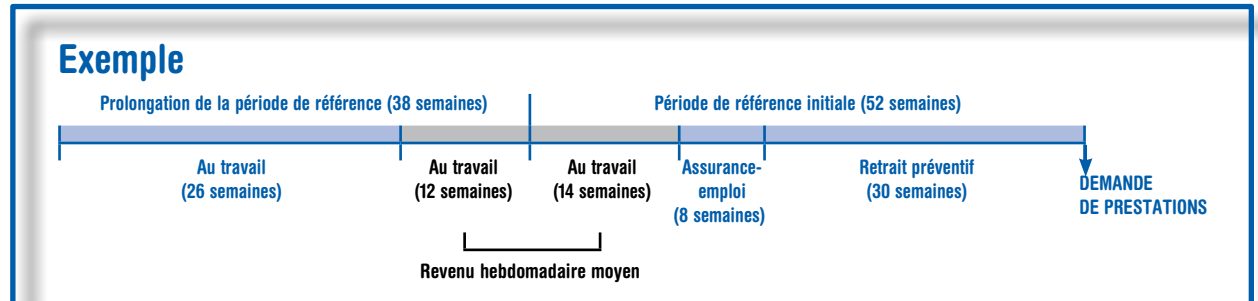 Exemple
Prolongation de la période de référence (38 semaines)
Période de référence initiale (52 semaines)
Au travail
(26 semaines)
Au travail
(12 semaines)
Au travail
(14 semaines)
Assurance-
emploi
(8 semaines)
Retrait préventif
(30 semaines)
DEMANDE
DE PRESTATIONS
Revenu hebdomadaire moyen